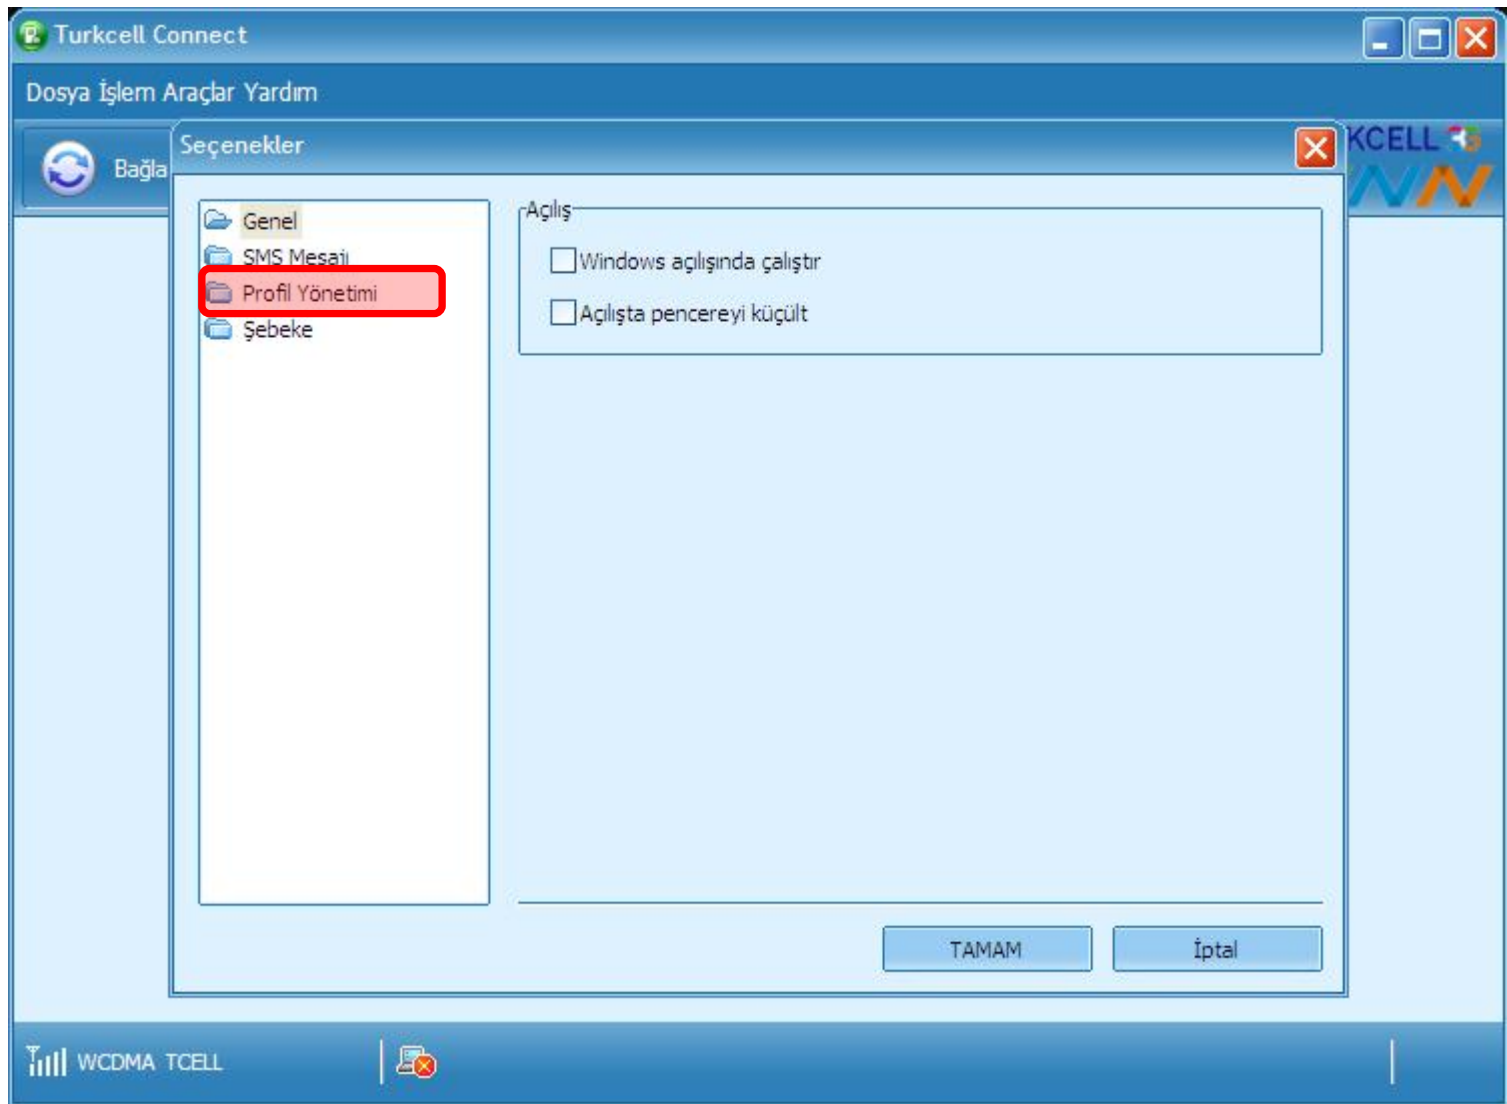 Turkcell Connect
Dosya İşlem Araçlar Yardım
Bağla
KCELL 3G
Seçenekler
Genel
SMS Mesajı
Profil Yönetimi
Şebeke
Açılış
Windows açılışında çalıştır
Açılışta pencereyi küçült
TAMAM
İptal
WCDMA TCELL